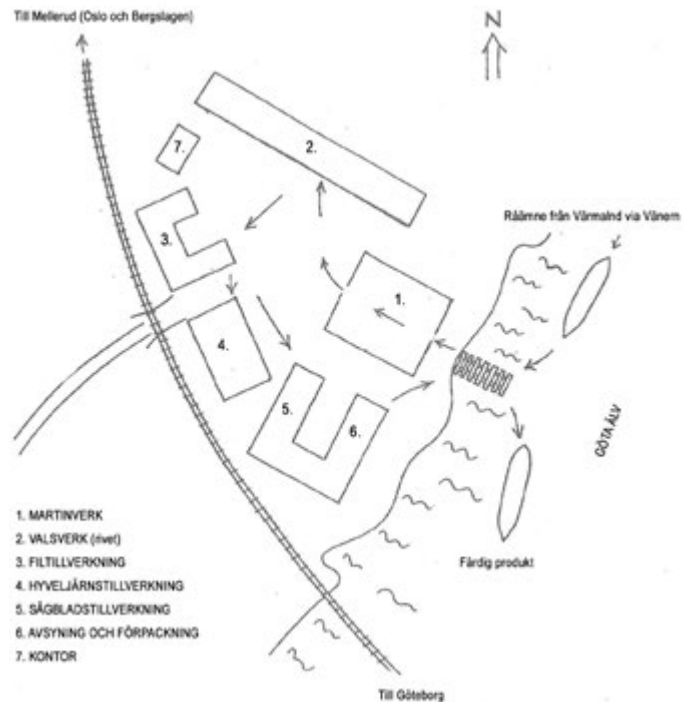 Till Mellerud (Oslo och Bergslagen)
N
7.
2.
3.
Råämne från Värmalnd via Vänern
1.
4.
5.
6.
GÖTA ÄLV
1. MARTINVERK
2. VALSVERK (rivet)
3. FILTILLVERKNING
4. HYVELJÄRNSTILLVERKNING
5. SÅGBLADSTILLVERKNING
6. AVSYNING OCH FÖRPACKNING
7. KONTOR
Färdig produkt
Till Göteborg